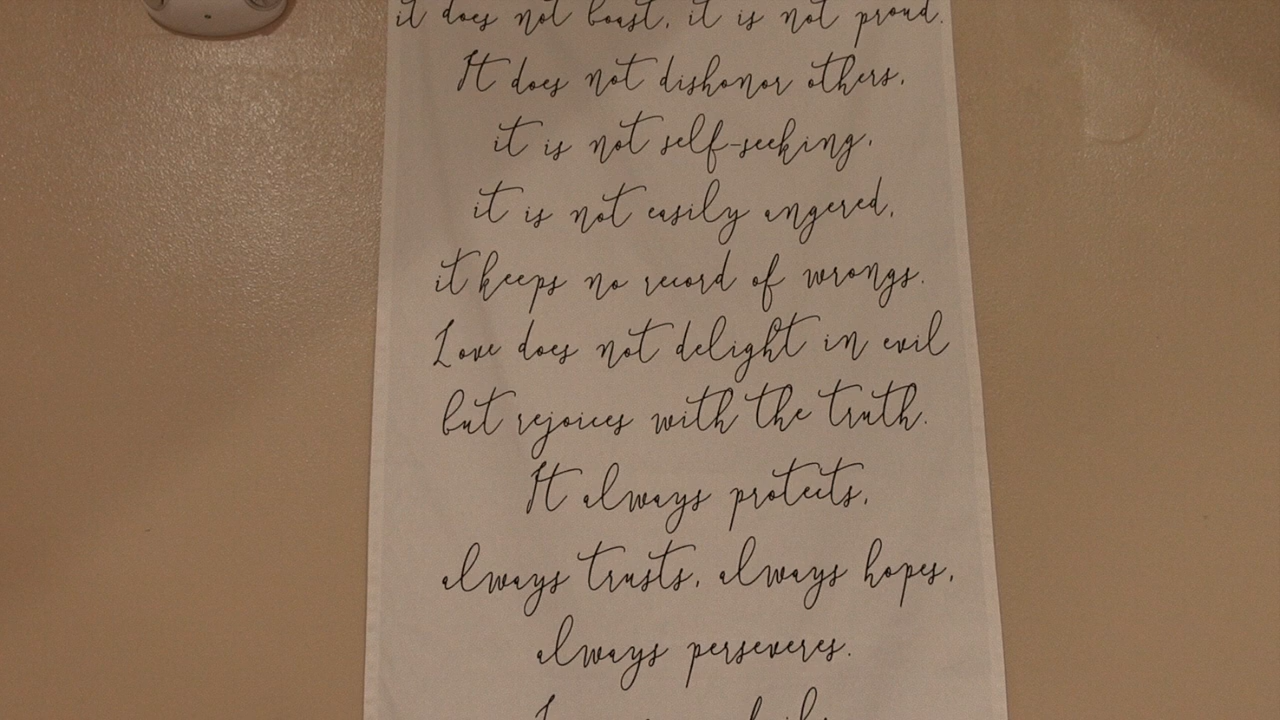 it does not boast, it is not proud.
It does not dishonor others,
it is not self-seeking,
it is not easily angered,
it keeps no record of wrongs.
Love does not delight in evil
but rejoices with the truth.
It always protects,
always trusts, always hopes,
always perseveres.